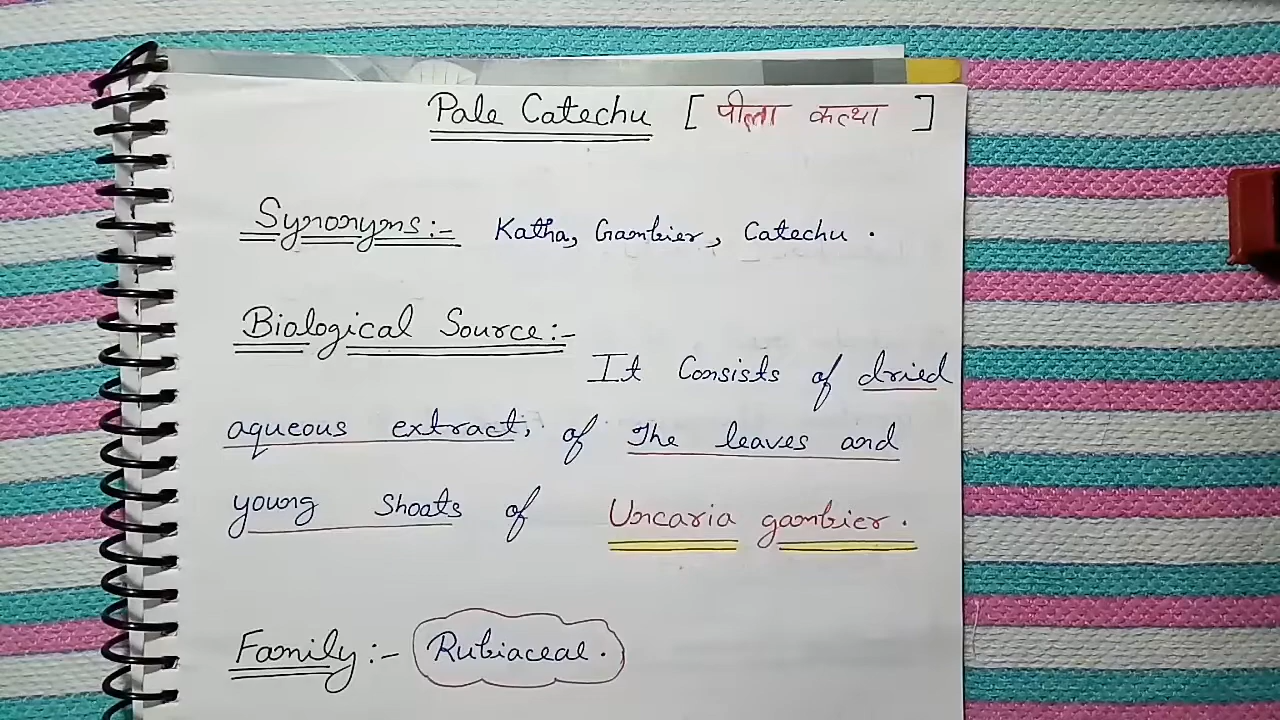 Pale Catechu [ पीला कत्था ]
Synonyms:- Katha, Gambier, Catechu .
Biological Source:-
It Consists of dried
aqueous extract, of The leaves and
young Shoots of Uncaria gambier.
Family:- Rubiaceae.